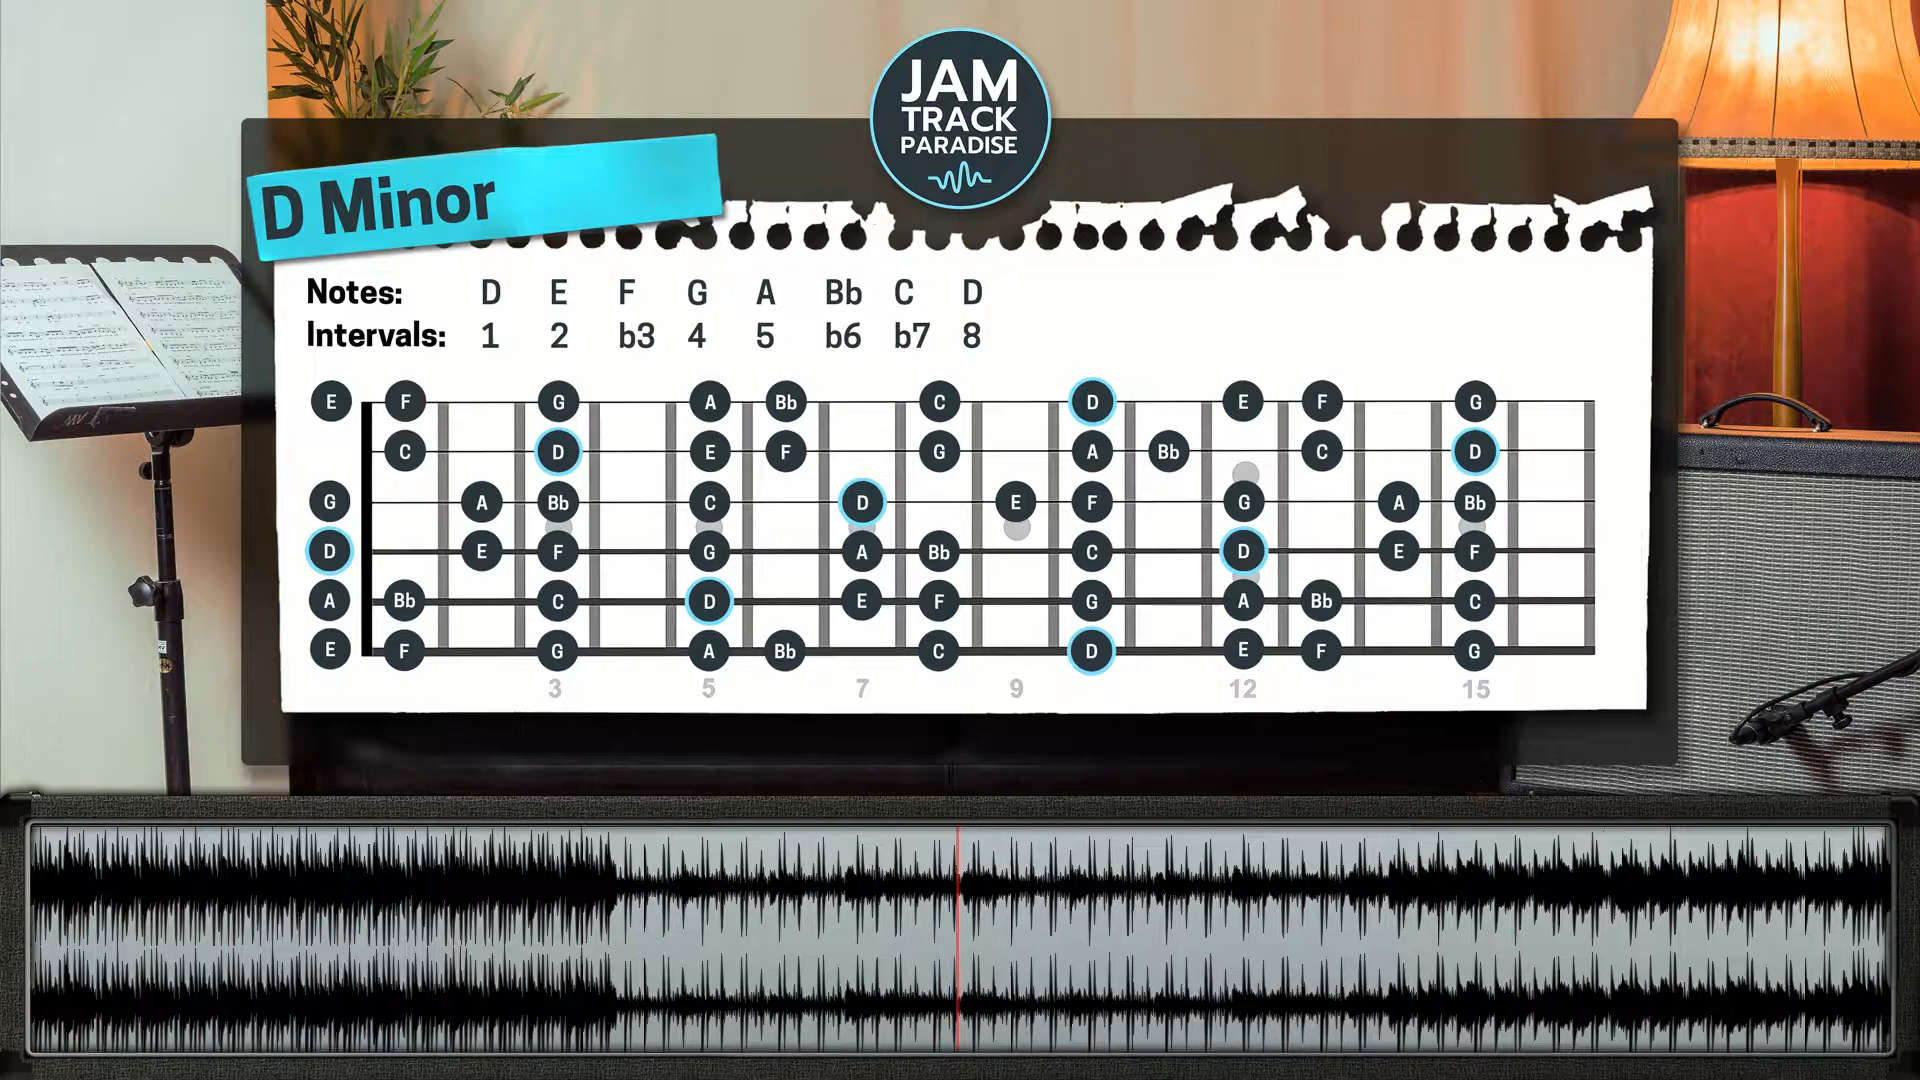 JAM
TRACK
PARADISE
D Minor
Notes: D E F G A Bb C D
Intervals: 1 2 b3 4 5 b6 b7 8
E F G A Bb C D E F G
C D E F G A Bb C D
G A Bb C D E F G A Bb
D E F G A Bb C D E F
A Bb C D E F G A Bb C
E F G A Bb C D E F G
3 5 7 9 12 15